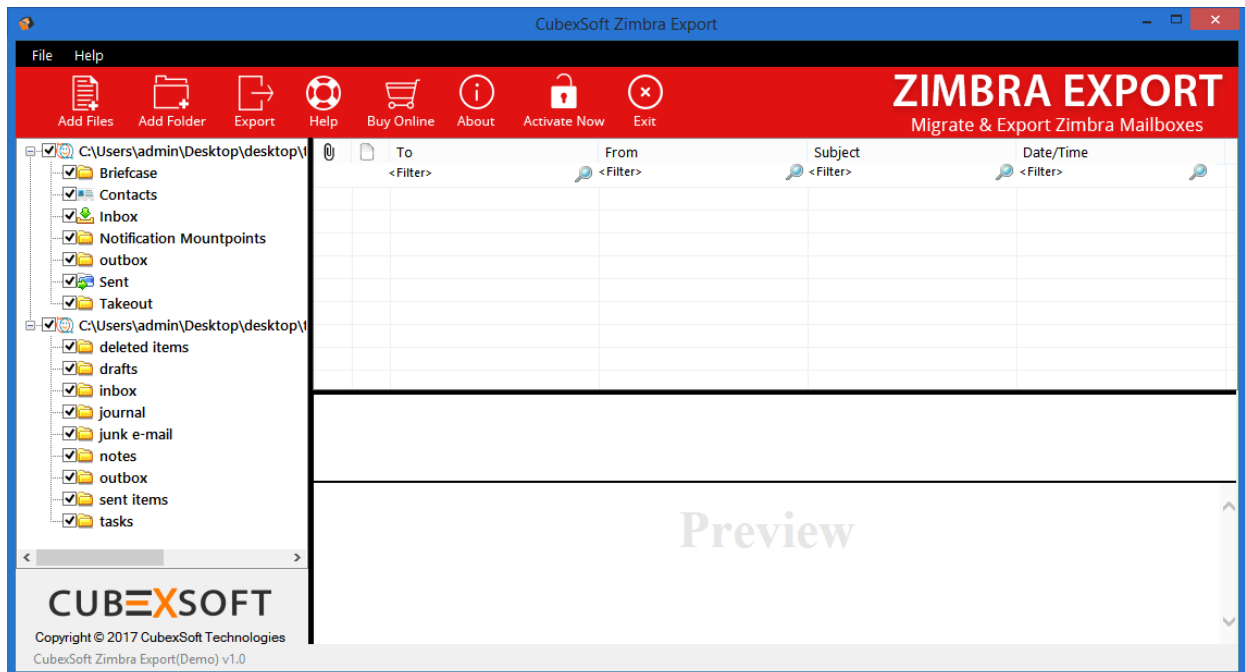 CubexSoft Zimbra Export
File Help
Add Files Add Folder Export Help Buy Online About Activate Now Exit
ZIMBRA EXPORT
Migrate & Export Zimbra Mailboxes
C:\Users\admin\Desktop\desktop\t
Briefcase
Contacts
Inbox
Notification Mountpoints
outbox
Sent
Takeout
C:\Users\admin\Desktop\desktop\t
deleted items
drafts
inbox
journal
junk e-mail
notes
outbox
sent items
tasks
To From Subject Date/Time
<Filter> <Filter> <Filter> <Filter>
Preview
CUBEXSOFT
Copyright © 2017 CubexSoft Technologies
CubexSoft Zimbra Export(Demo) v1.0